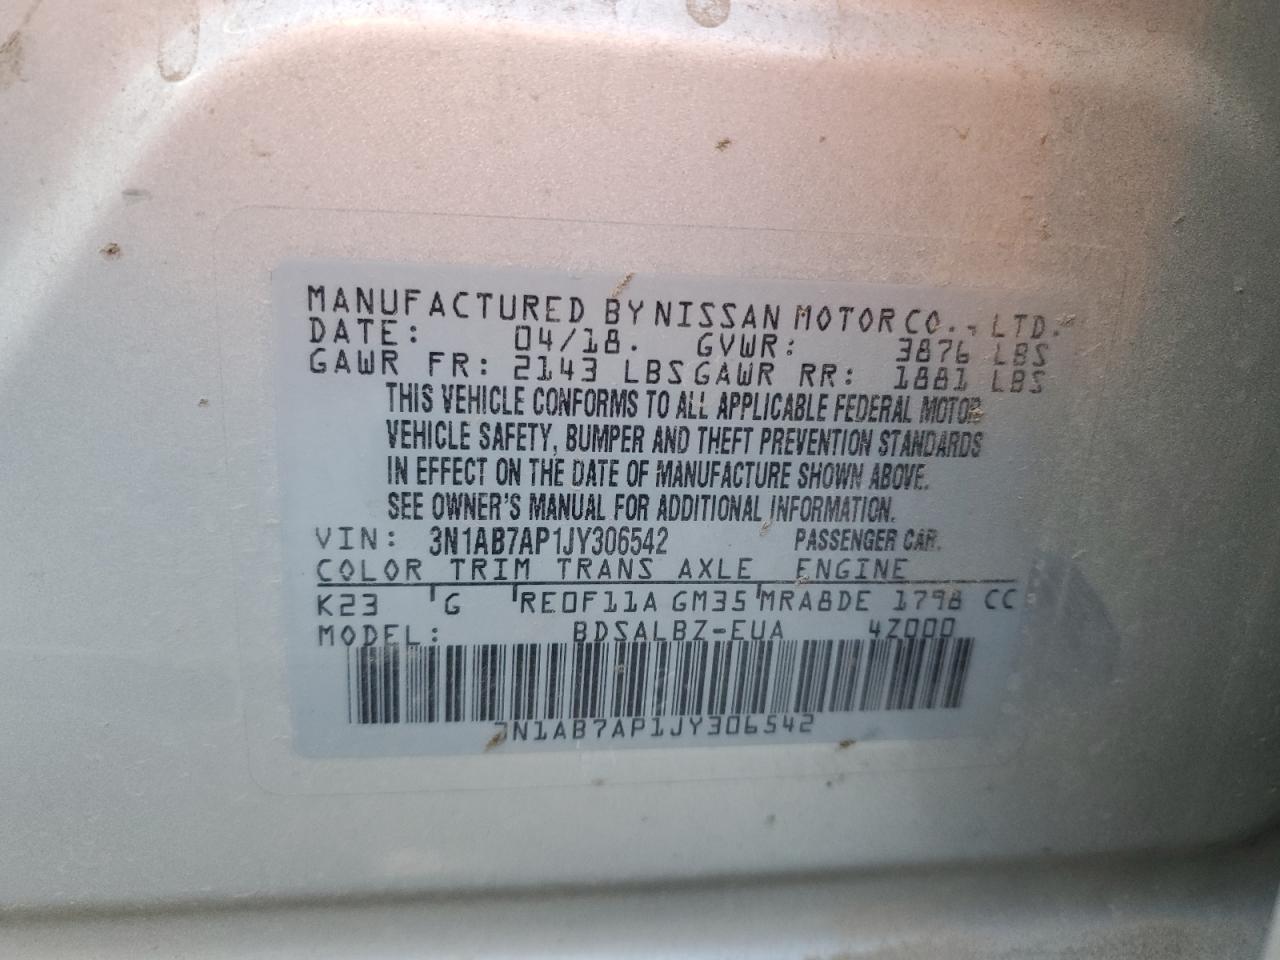 MANUFACTURED BY NISSAN MOTOR CO., LTD.
DATE: 04/18. GVWR: 3876 LBS
GAWR FR: 2143 LBS GAWR RR: 1881 LBS
THIS VEHICLE CONFORMS TO ALL APPLICABLE FEDERAL MOTOR
VEHICLE SAFETY, BUMPER AND THEFT PREVENTION STANDARDS
IN EFFECT ON THE DATE OF MANUFACTURE SHOWN ABOVE.
SEE OWNER'S MANUAL FOR ADDITIONAL INFORMATION.
VIN: 3N1AB7AP1JY306542 PASSENGER CAR.
COLOR TRIM TRANS AXLE ENGINE
K23 G RE0F11A GM35 MRA8DE 1798 CC
MODEL: BDSALBZ-EUA 4Z000
3N1AB7AP1JY306542